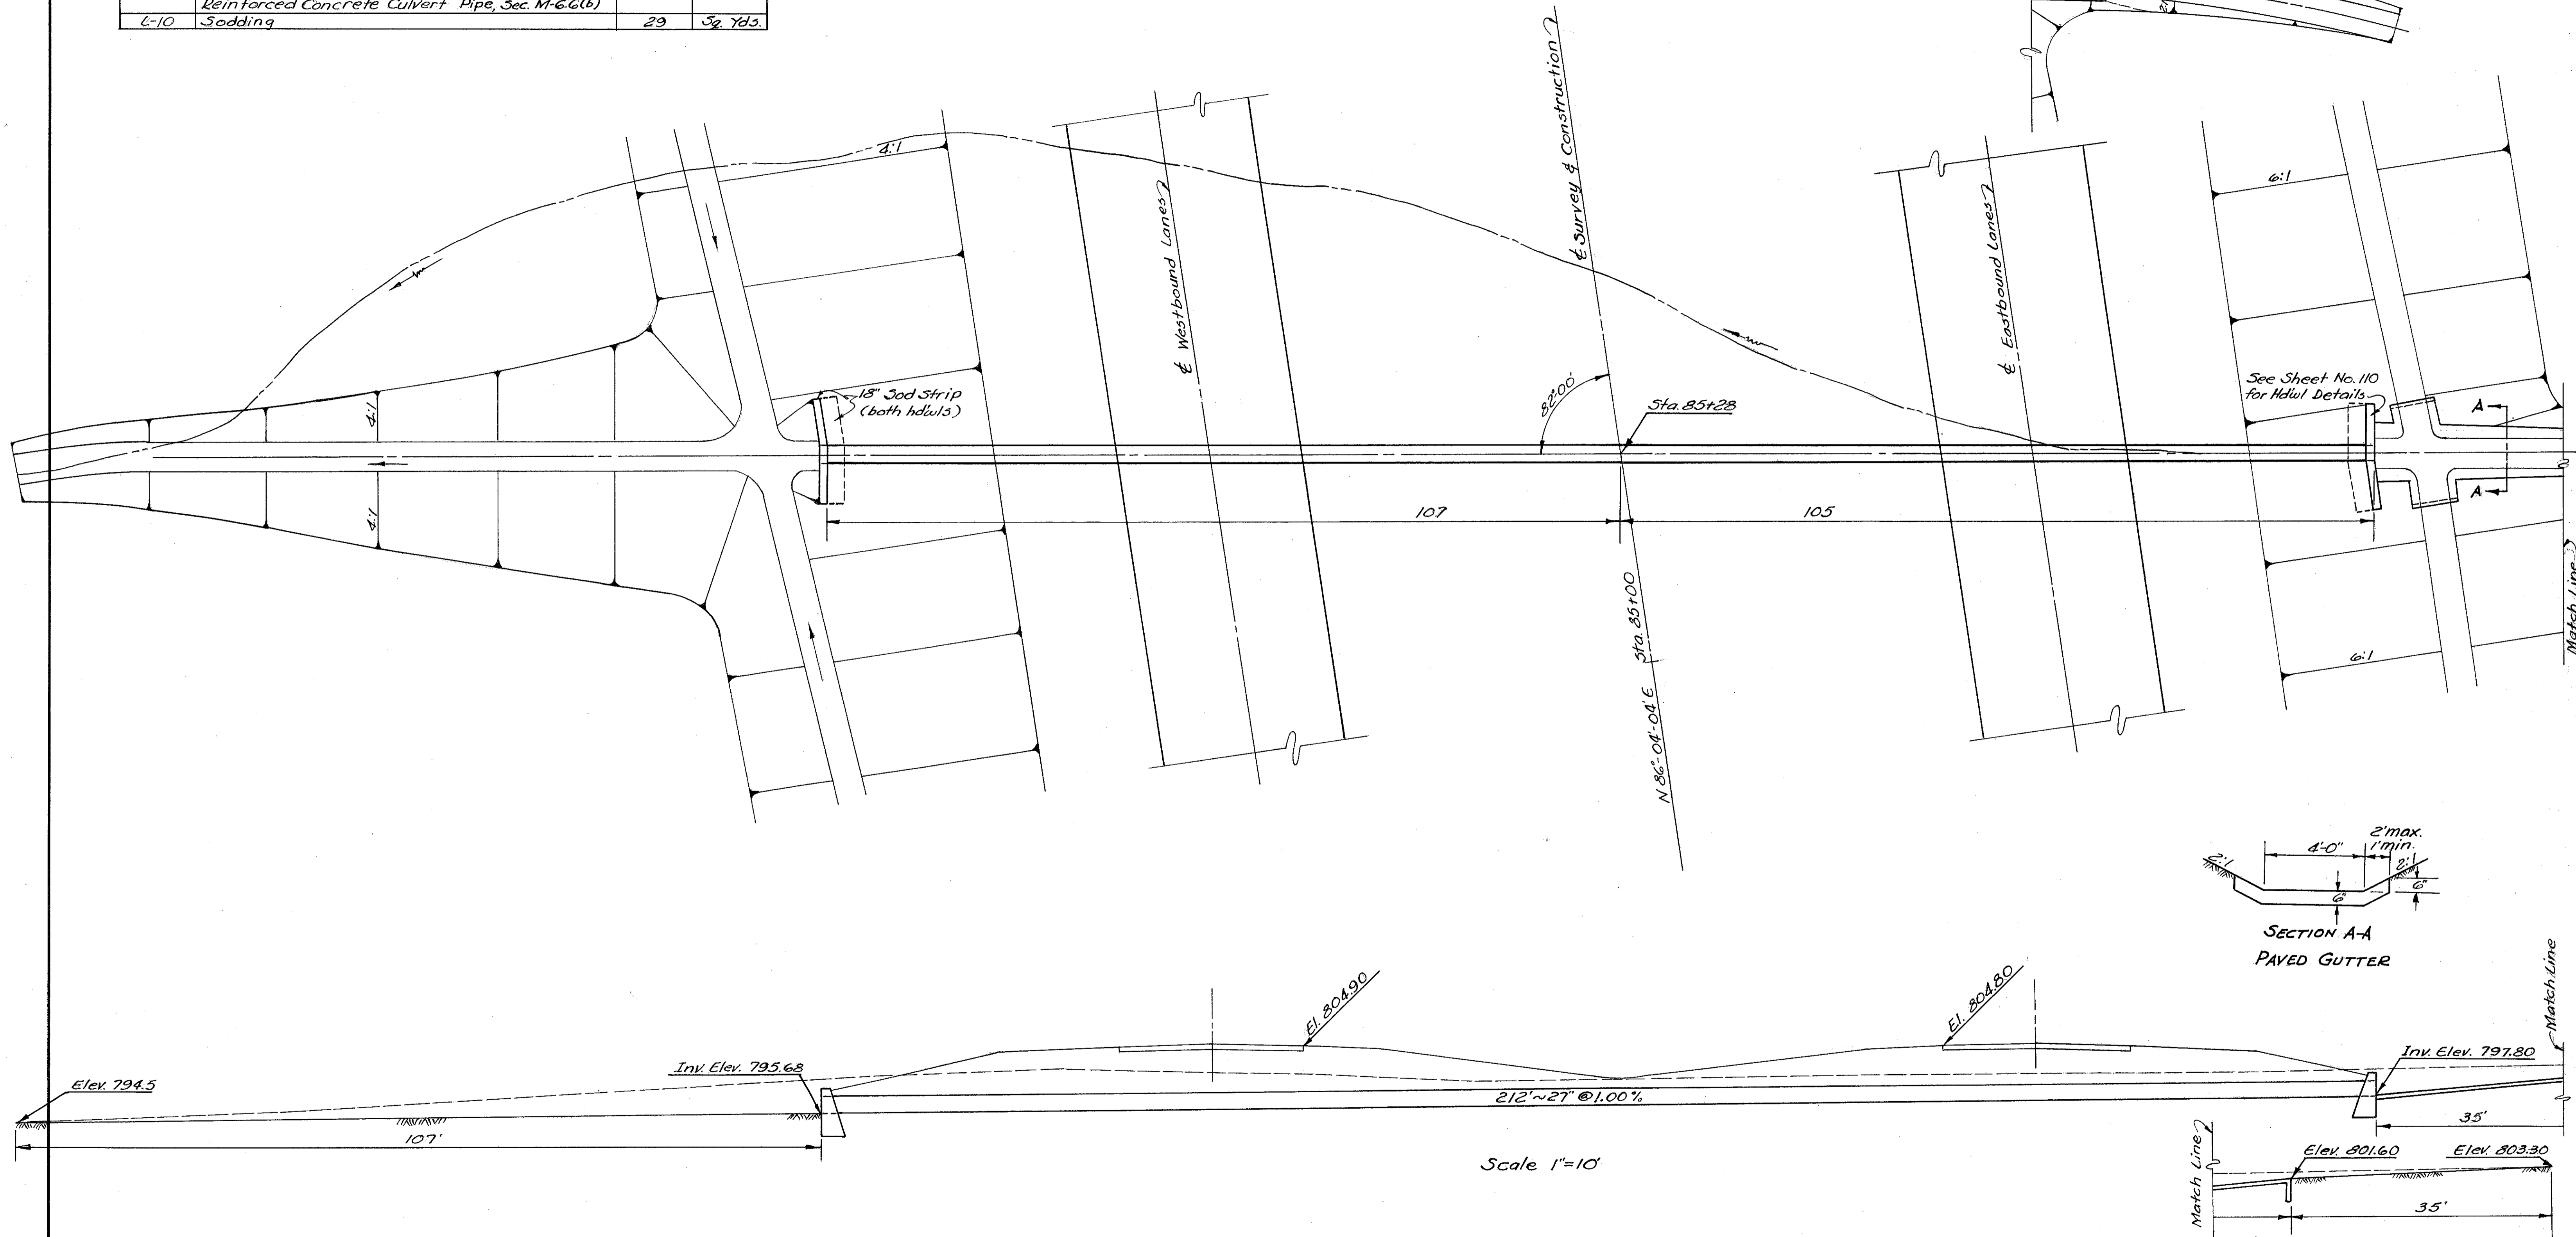 Reinforced Concrete Culvert Pipe, Sec. M-6.6(b)
L-10 Sodding 29 Sq. Yds.
2:1
4:1
℄ Westbound Lanes
℄ Survey & Construction
℄ Eastbound Lanes
6:1
82°00'
Sta. 85+28
18" Sod Strip
(both hdwls)
See Sheet No. 110
for Hdwl Details
A
A
4:1
4:1
107
105
Match Line
N 86°-04'-04" E Sta. 85+00
6:1
2' max.
1' min.
4'-0"
2:1
2:1
6"
6"
SECTION A-A
PAVED GUTTER
Match Line
El. 804.90
El. 804.80
Elev. 794.5
Inv. Elev. 795.68
Inv. Elev. 797.80
212'~27" @ 1.00%
107'
35'
Scale 1"=10'
Match Line
Elev. 801.60
Elev. 803.30
35'